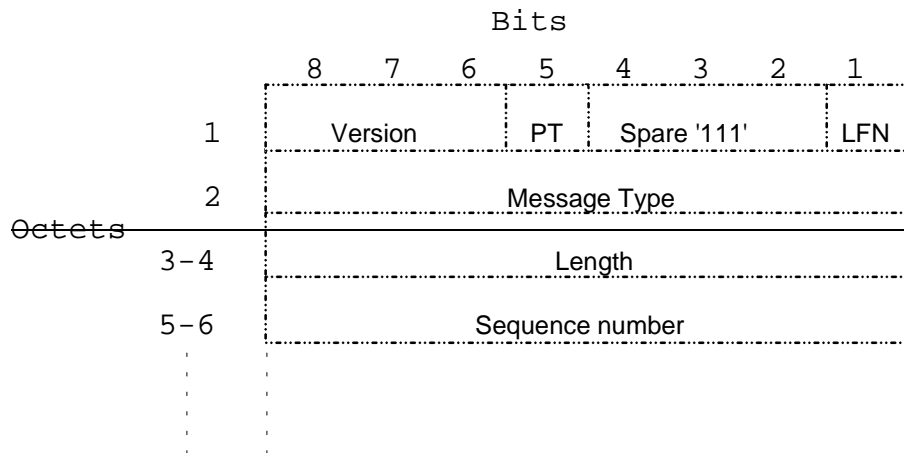 Bits
8 7 6 5 4 3 2 1
1 Version PT Spare '111' LFN
2 Message Type
Octets
3-4 Length
5-6 Sequence number